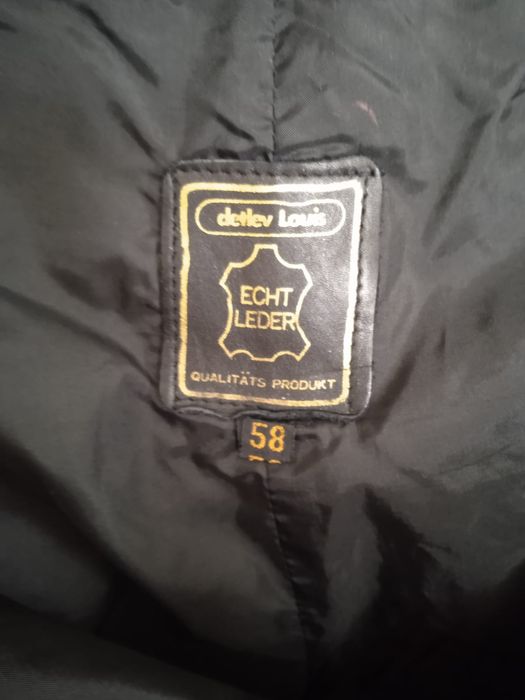 detlev Louis
ECHT
LEDER
QUALITÄTS PRODUKT
58